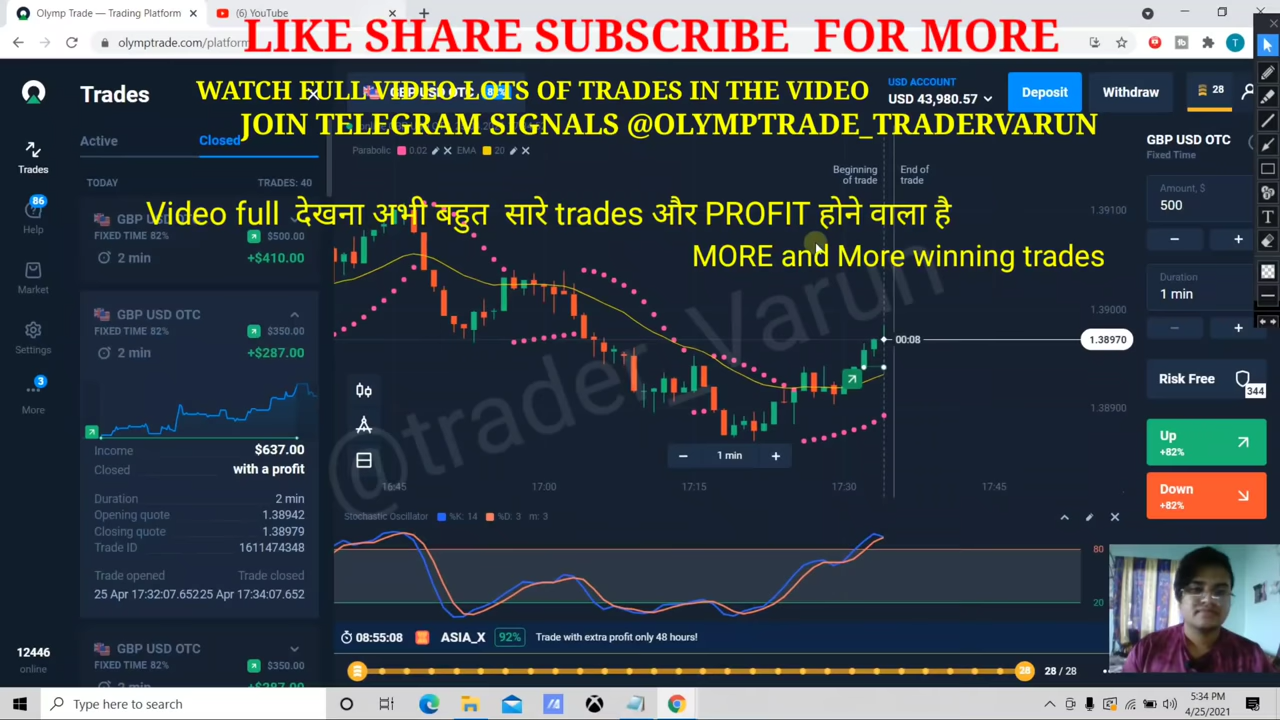 Olymp Trade — Trading Platform
YouTube
olymptrade.com/platform
LIKE SHARE SUBSCRIBE FOR MORE
WATCH FULL VIDEO LOTS OF TRADES IN THE VIDEO
JOIN TELEGRAM SIGNALS @OLYMPTRADE_TRADERVARUN
Video full देखना अभी बहुत सारे trades और PROFIT होने वाला है
MORE and More winning trades
Trades
GBP USD OTC
USD ACCOUNT
USD 43,980.57
Deposit
Withdraw
28
Active
Closed
TODAY
TRADES: 40
GBP USD OTC
FIXED TIME 82%
$500.00
2 min
+$410.00
GBP USD OTC
FIXED TIME 82%
$350.00
2 min
+$287.00
Income
$637.00
Closed
with a profit
Duration
2 min
Opening quote
1.38942
Closing quote
1.38979
Trade ID
1611474348
Trade opened
Trade closed
25 Apr 17:32:07.652
25 Apr 17:34:07.652
GBP USD OTC
FIXED TIME 82%
$350.00
Trades
86
Help
Market
Settings
3
More
12446
online
Parabolic 0.02 EMA 20
Beginning of trade
End of trade
00:08
1.39100
1.39000
1.38970
1.38900
@trader_Varun
1 min
16:45
17:00
17:15
17:30
17:45
Stochastic Oscillator %K: 14 %D: 3 m: 3
80
20
08:55:08
ASIA_X
92%
Trade with extra profit only 48 hours!
28 / 28
GBP USD OTC
Fixed Time
Amount, $
500
Duration
1 min
Risk Free
344
Up
+82%
Down
+82%
Type here to search
5:34 PM
4/25/2021